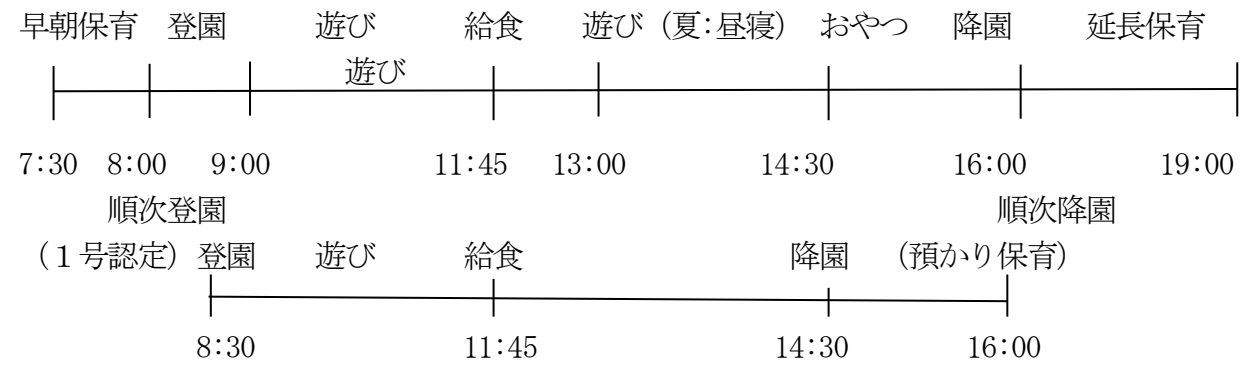 早朝保育 登園 遊び 給食 遊び（夏：昼寝） おやつ 降園 延長保育
遊び
7:30 8:00 9:00 11:45 13:00 14:30 16:00 19:00
順次登園 順次降園
（１号認定）登園 遊び 給食 降園 （預かり保育）
8:30 11:45 14:30 16:00